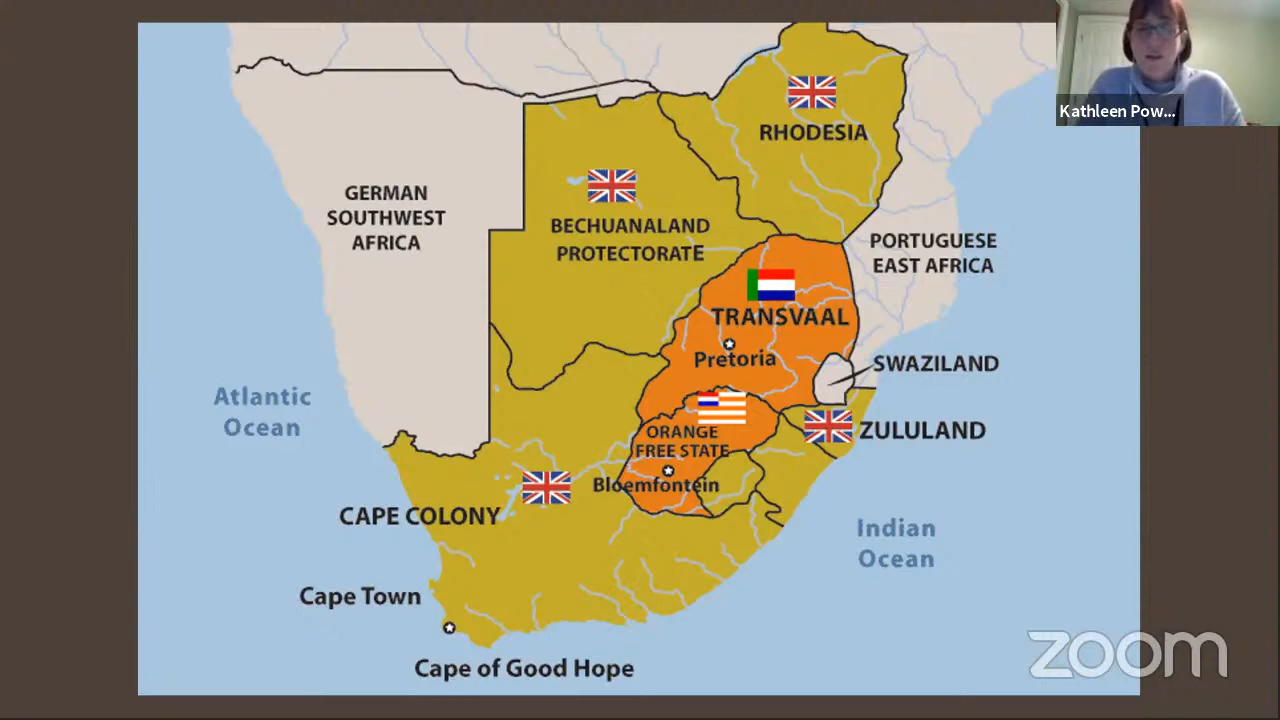 Kathleen Pow...
RHODESIA
GERMAN
SOUTHWEST
AFRICA
BECHUANALAND
PROTECTORATE
PORTUGUESE
EAST AFRICA
TRANSVAAL
Pretoria
SWAZILAND
Atlantic
Ocean
ORANGE
FREE STATE
ZULULAND
Bloemfontein
CAPE COLONY
Indian
Ocean
Cape Town
Cape of Good Hope
zoom